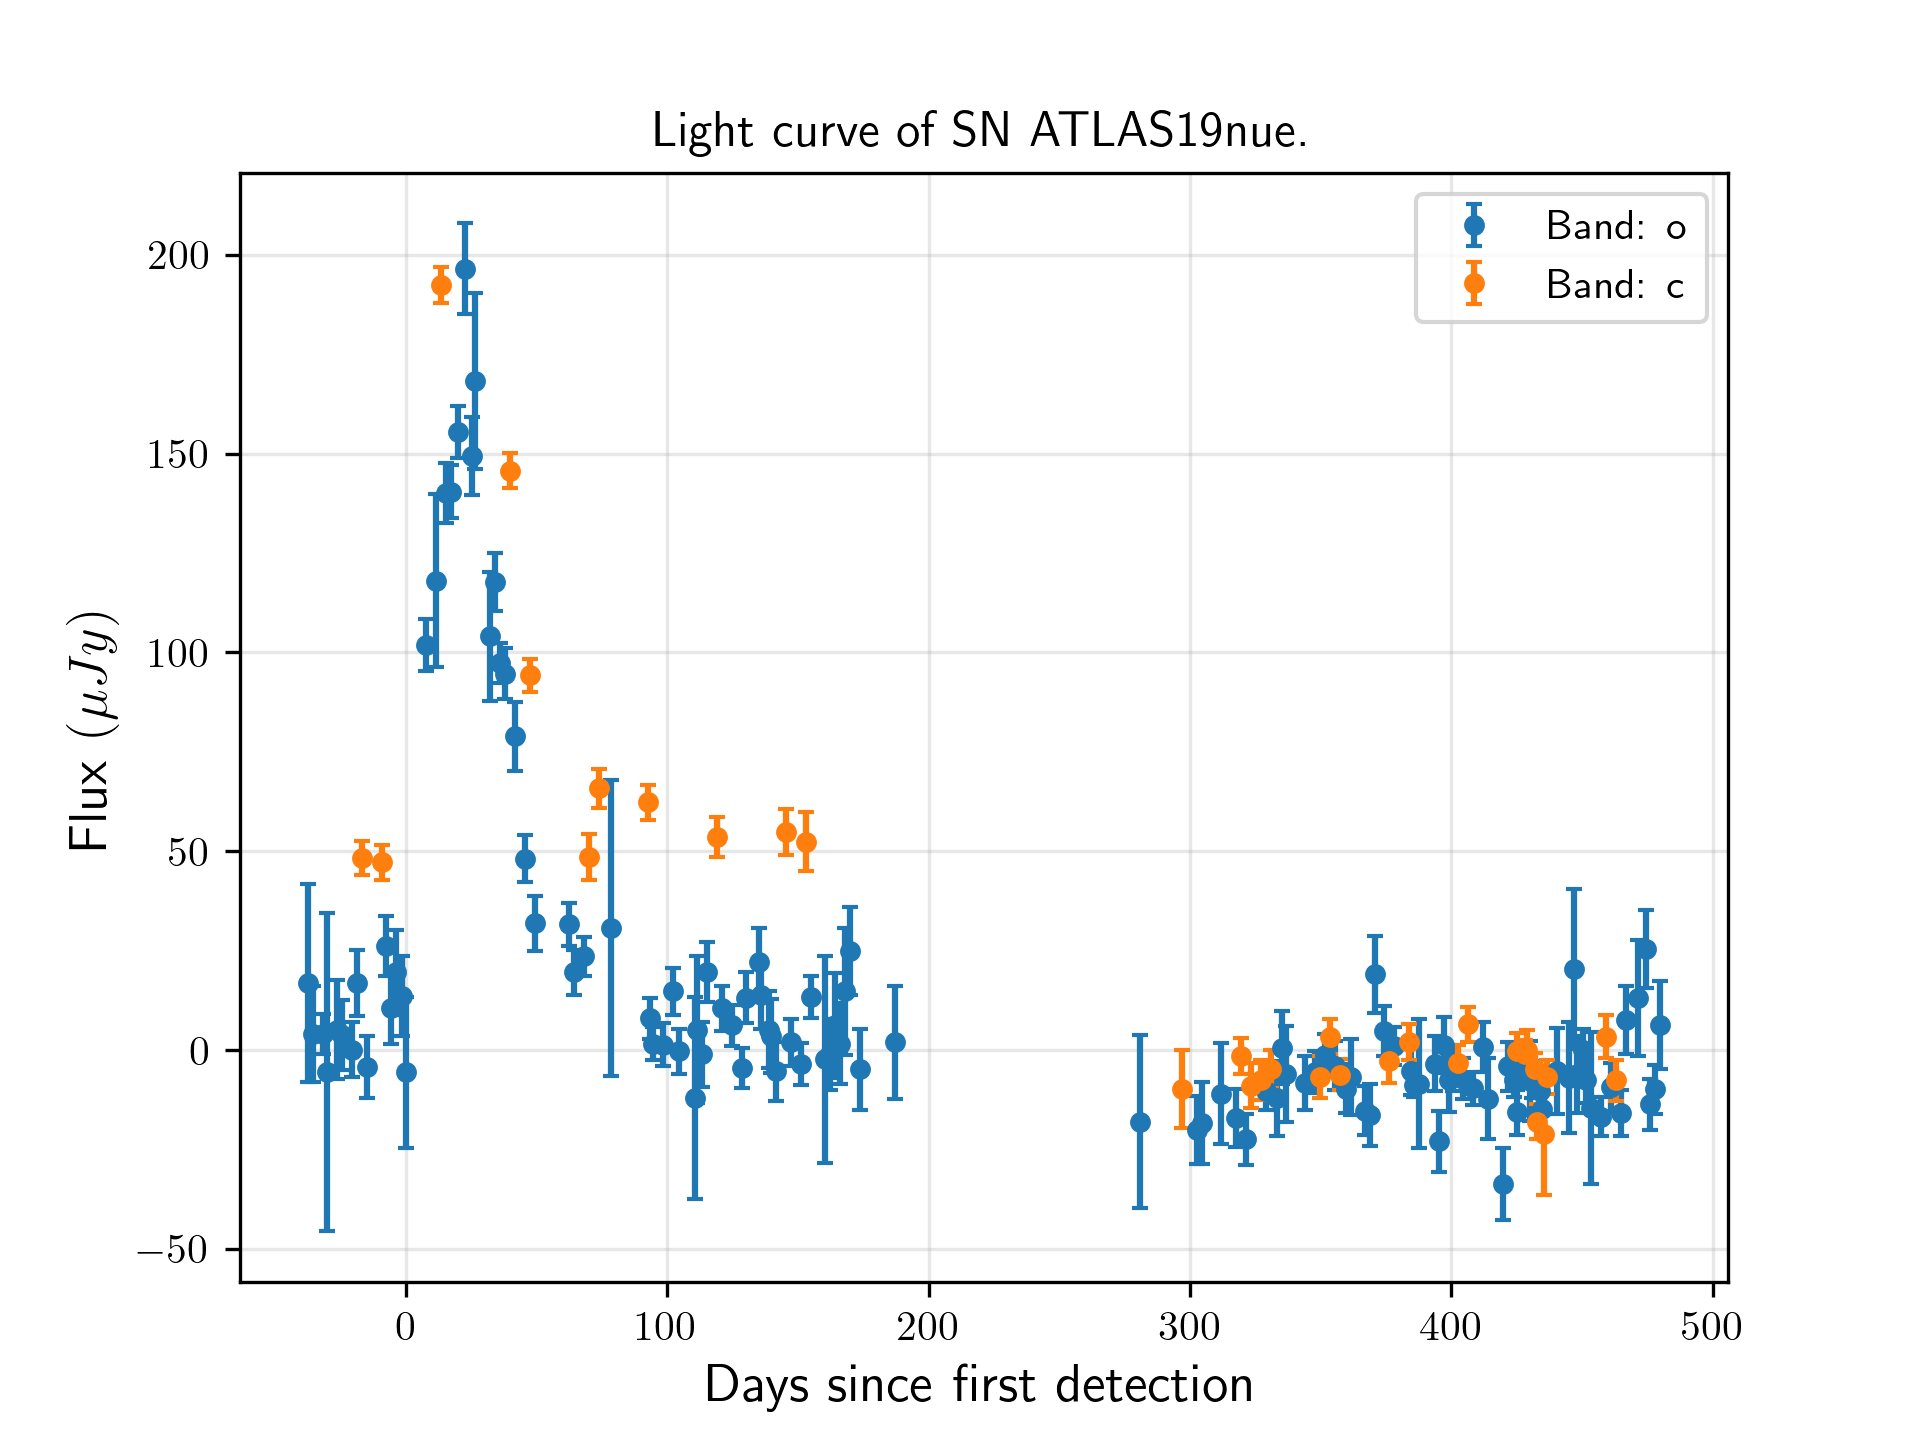 Light curve of SN ATLAS19nue.
Band: o
Band: c
Flux (μJy)
200
150
100
50
0
−50
0 100 200 300 400 500
Days since first detection